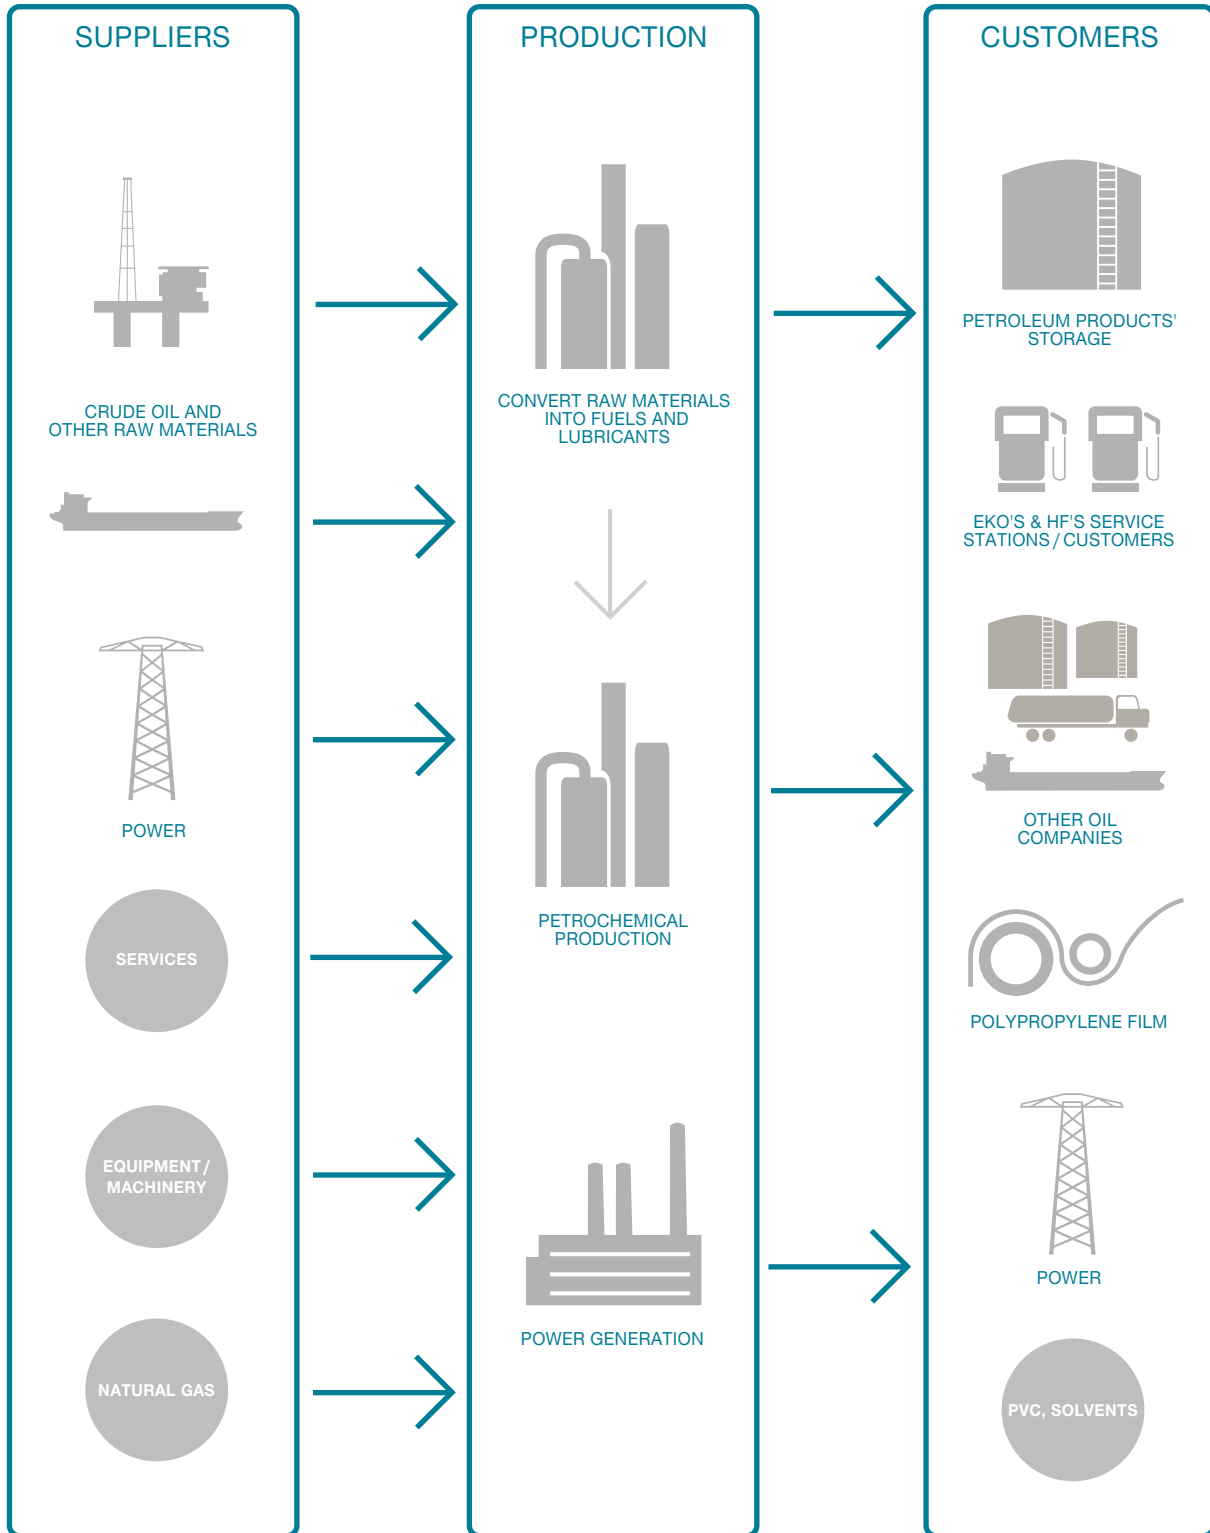 SUPPLIERS
CRUDE OIL AND
OTHER RAW MATERIALS
POWER
SERVICES
EQUIPMENT/
MACHINERY
NATURAL GAS
PRODUCTION
CONVERT RAW MATERIALS
INTO FUELS AND
LUBRICANTS
PETROCHEMICAL
PRODUCTION
POWER GENERATION
CUSTOMERS
PETROLEUM PRODUCTS'
STORAGE
EKO'S & HF'S SERVICE
STATIONS/CUSTOMERS
OTHER OIL
COMPANIES
POLYPROPYLENE FILM
POWER
PVC, SOLVENTS